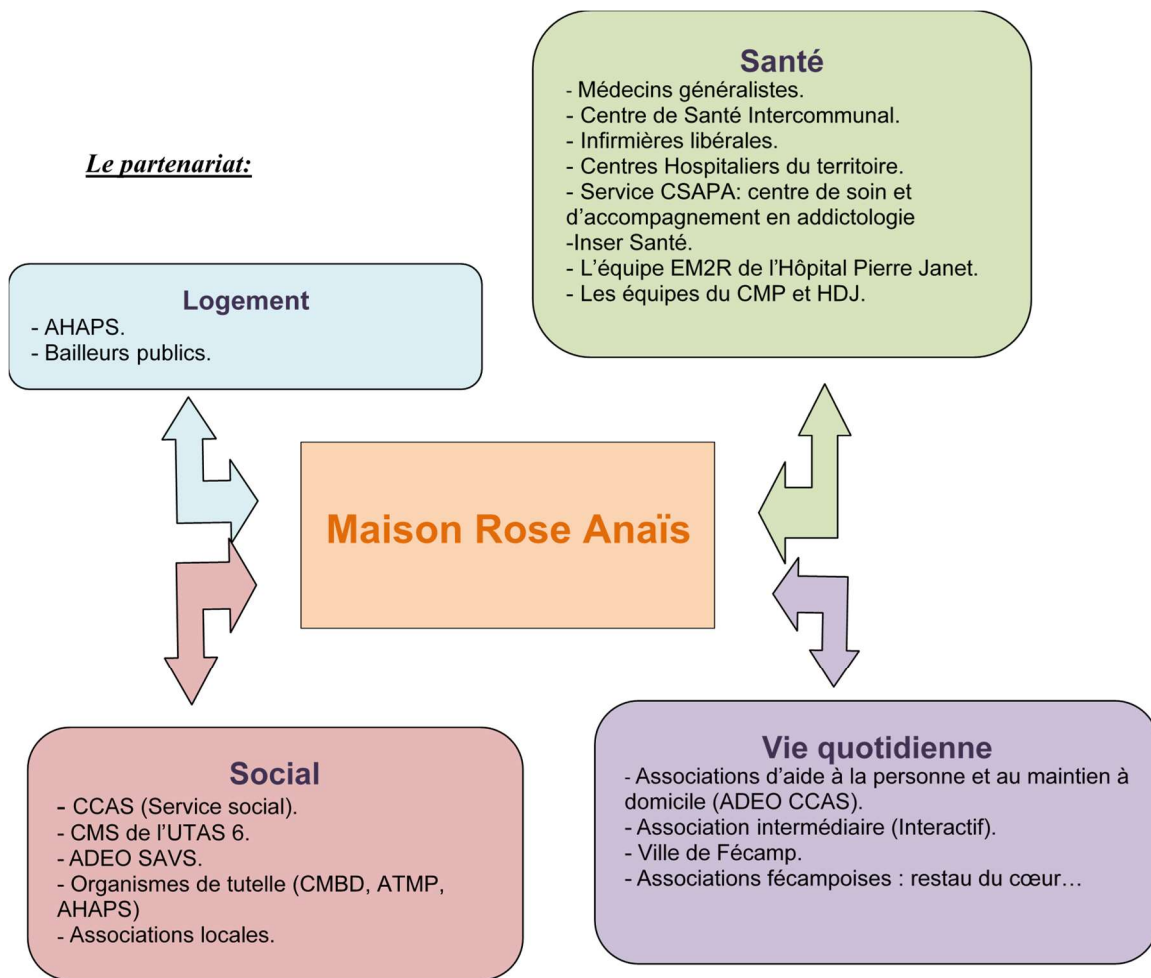 Le partenariat:
Santé
- Médecins généralistes.
- Centre de Santé Intercommunal.
- Infirmières libérales.
- Centres Hospitaliers du territoire.
- Service CSAPA: centre de soin et
d'accompagnement en addictologie
-Inser Santé.
- L'équipe EM2R de l'Hôpital Pierre Janet.
- Les équipes du CMP et HDJ.
Logement
- AHAPS.
- Bailleurs publics.
Maison Rose Anaïs
Social
- CCAS (Service social).
- CMS de l'UTAS 6.
- ADEO SAVS.
- Organismes de tutelle (CMBD, ATMP,
AHAPS)
- Associations locales.
Vie quotidienne
- Associations d'aide à la personne et au maintien à
domicile (ADEO CCAS).
- Association intermédiaire (Interactif).
- Ville de Fécamp.
- Associations fécampoises : restau du cœur…